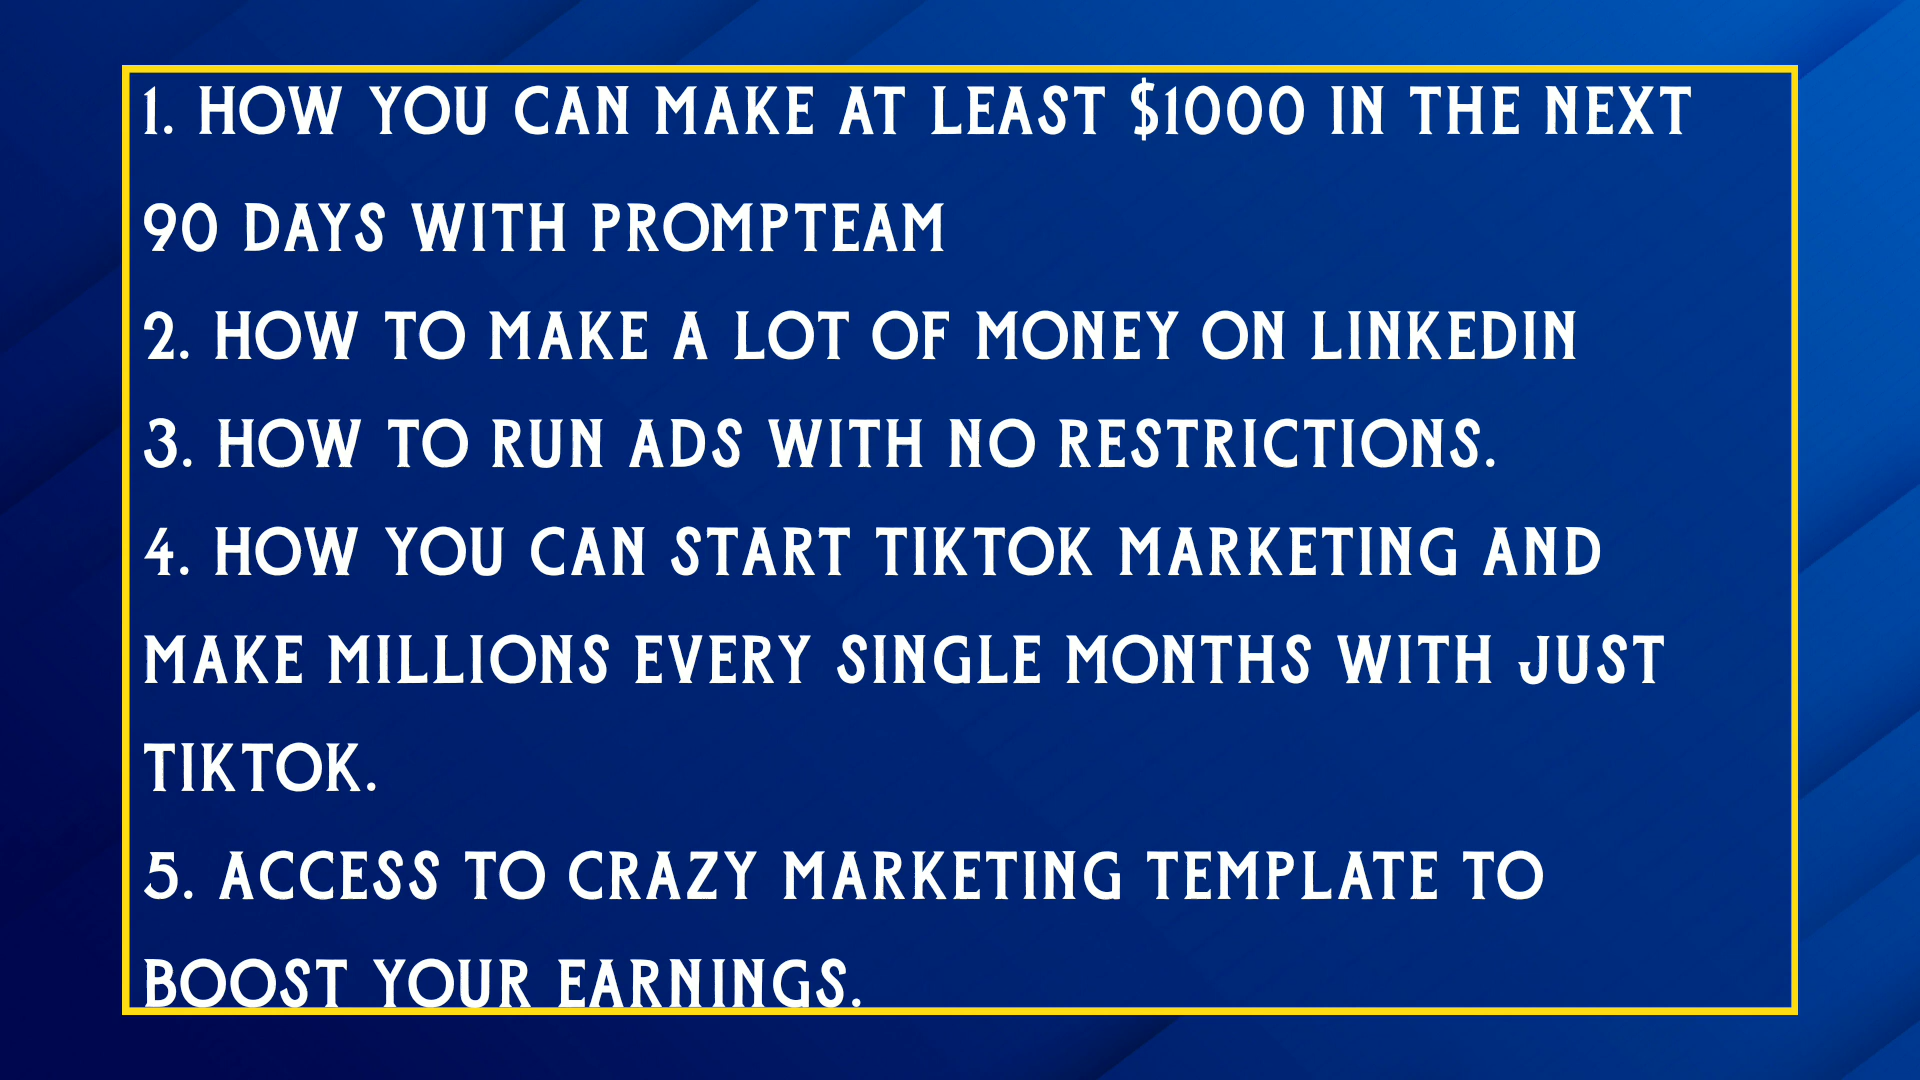 1. HOW YOU CAN MAKE AT LEAST $1000 IN THE NEXT
90 DAYS WITH PROMPTEAM
2. HOW TO MAKE A LOT OF MONEY ON LINKEDIN
3. HOW TO RUN ADS WITH NO RESTRICTIONS.
4. HOW YOU CAN START TIKTOK MARKETING AND
MAKE MILLIONS EVERY SINGLE MONTHS WITH JUST
TIKTOK.
5. ACCESS TO CRAZY MARKETING TEMPLATE TO
BOOST YOUR EARNINGS.